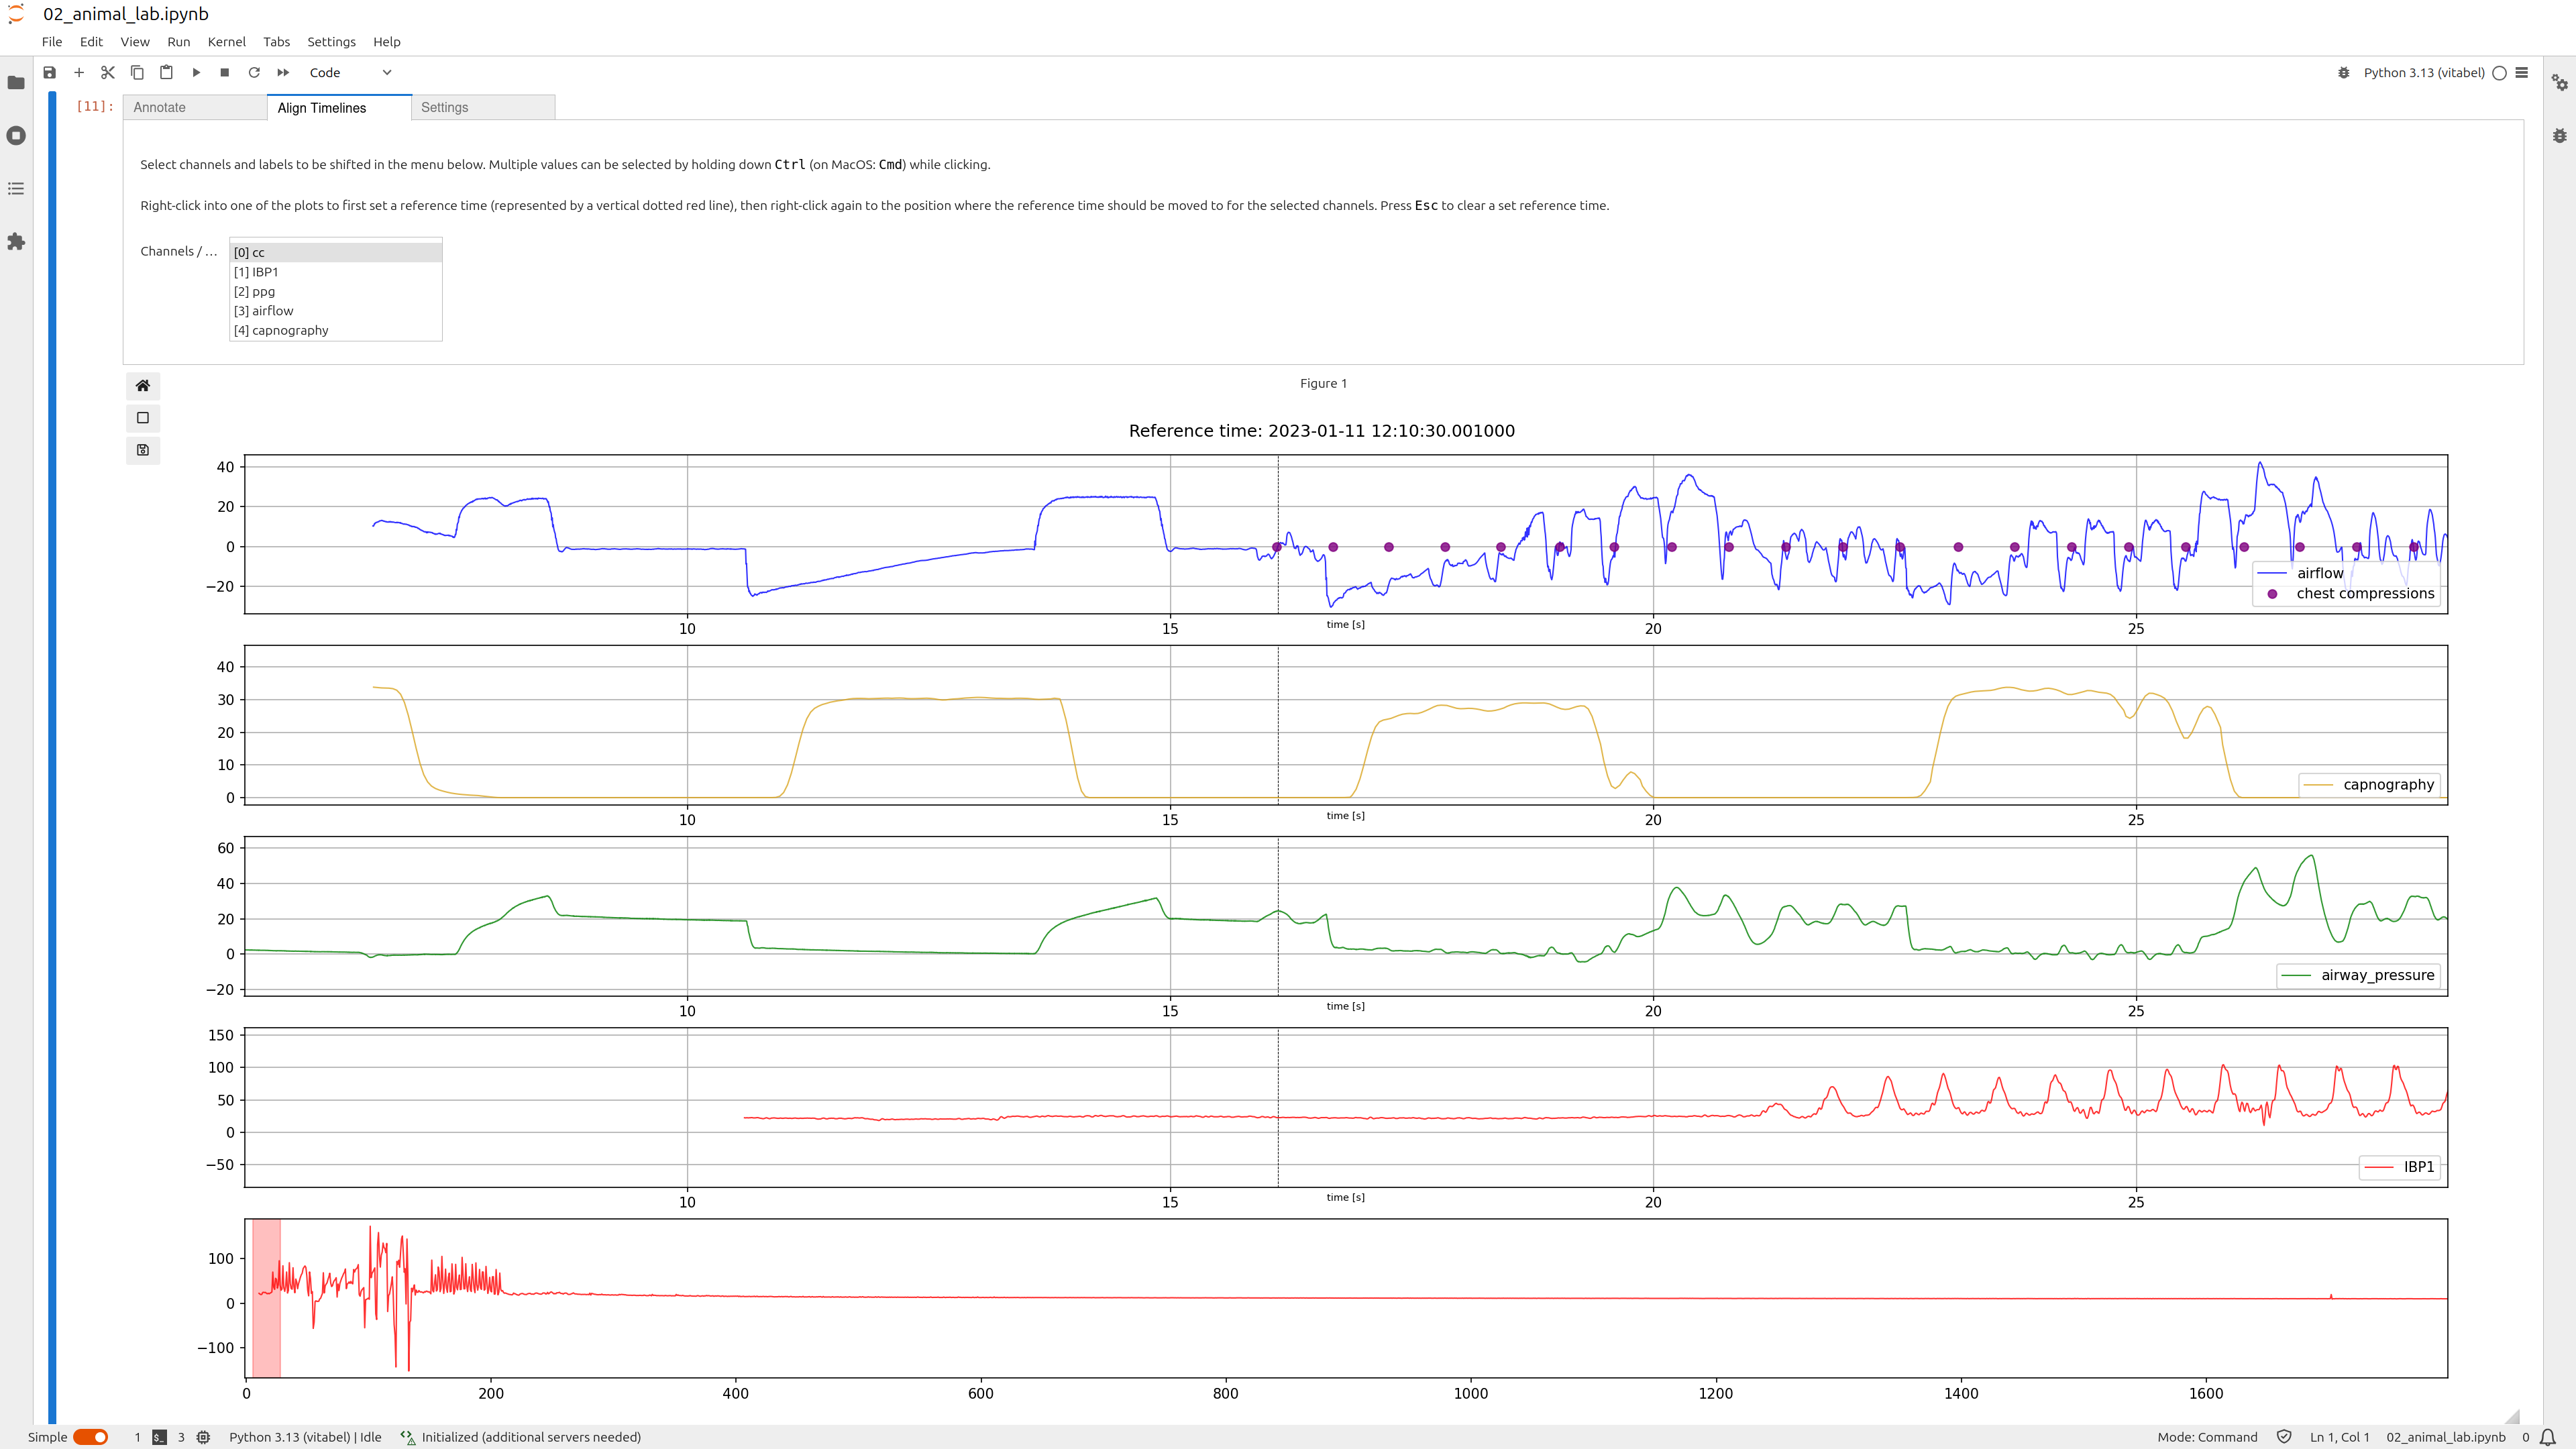 02_animal_lab.ipynb
File Edit View Run Kernel Tabs Settings Help
Code
Python 3.13 (vitabel)
[11]:
Annotate Align Timelines Settings
Select channels and labels to be shifted in the menu below. Multiple values can be selected by holding down Ctrl (on MacOS: Cmd) while clicking.
Right-click into one of the plots to first set a reference time (represented by a vertical dotted red line), then right-click again to the position where the reference time should be moved to for the selected channels. Press Esc to clear a set reference time.
Channels / …
[0] cc
[1] IBP1
[2] ppg
[3] airflow
[4] capnography
Figure 1
Reference time: 2023-01-11 12:10:30.001000
40
20
0
−20
airflow
chest compressions
10 15 20 25
time [s]
40
30
20
10
0
capnography
10 15 20 25
time [s]
60
40
20
0
−20
airway_pressure
10 15 20 25
time [s]
150
100
50
0
−50
IBP1
10 15 20 25
time [s]
100
0
−100
0 200 400 600 800 1000 1200 1400 1600
Simple 1 $_ 3 Python 3.13 (vitabel) | Idle Initialized (additional servers needed) Mode: Command Ln 1, Col 1 02_animal_lab.ipynb 0